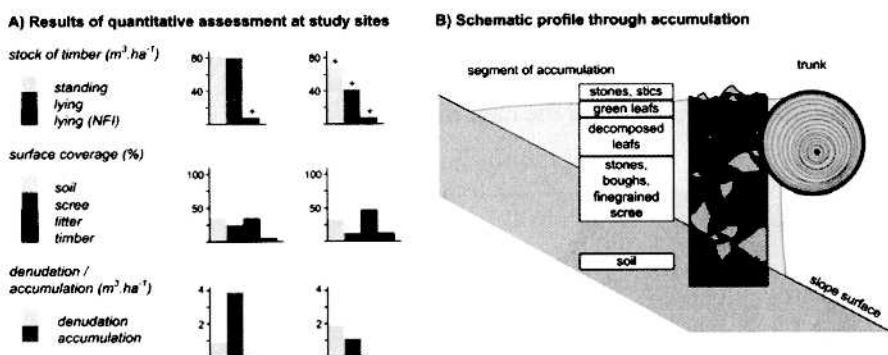 A) Results of quantitative assessment at study sites
stock of timber (m³.ha⁻¹)
standing
lying
lying (NFI)
80
40
+
80
40
+
+
+
surface coverage (%)
soil
scree
litter
timber
100
50
100
50
denudation /
accumulation (m³.ha⁻¹)
denudation
accumulation
4
2
4
2
B) Schematic profile through accumulation
segment of accumulation
trunk
stones, stics
green leafs
decomposed
leafs
stones,
boughs,
finegrained
scree
soil
slope surface